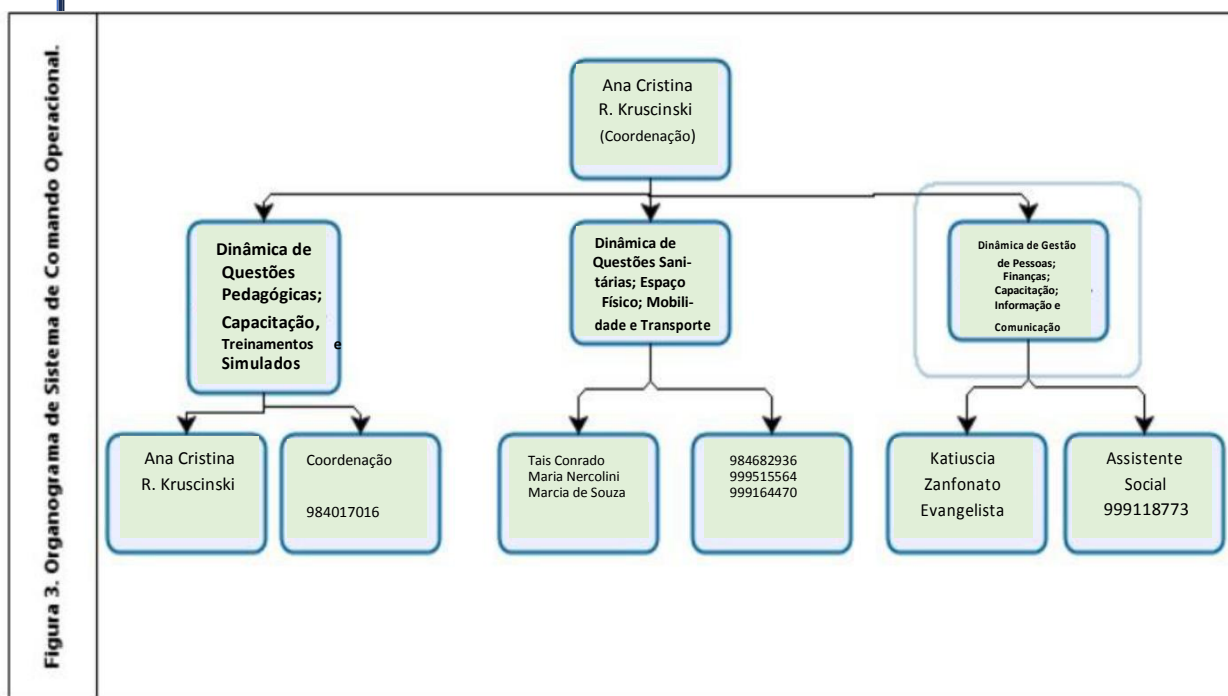 Figura 3. Organograma de Sistema de Comando Operacional.
Ana Cristina
R. Kruscinski
(Coordenação)
Dinâmica de
Questões
Pedagógicas;
Capacitação,
Treinamentos e
Simulados
Dinâmica de
Questões Sani-
tárias; Espaço
Físico; Mobili-
dade e Transporte
Dinâmica de Gestão
de Pessoas;
Finanças;
Capacitação;
Informação e
Comunicação
Ana Cristina
R. Kruscinski
Coordenação
984017016
Tais Conrado
Maria Nercolini
Marcia de Souza
984682936
999515564
999164470
Katiuscia
Zanfonato
Evangelista
Assistente
Social
999118773